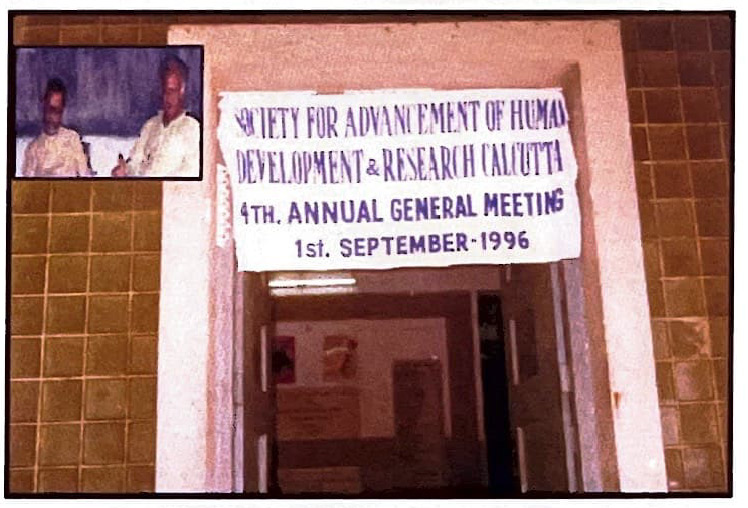 SOCIETY FOR ADVANCEMENT OF HUMAN
DEVELOPMENT & RESEARCH CALCUTTA
4TH. ANNUAL GENERAL MEETING
1st. SEPTEMBER-1996